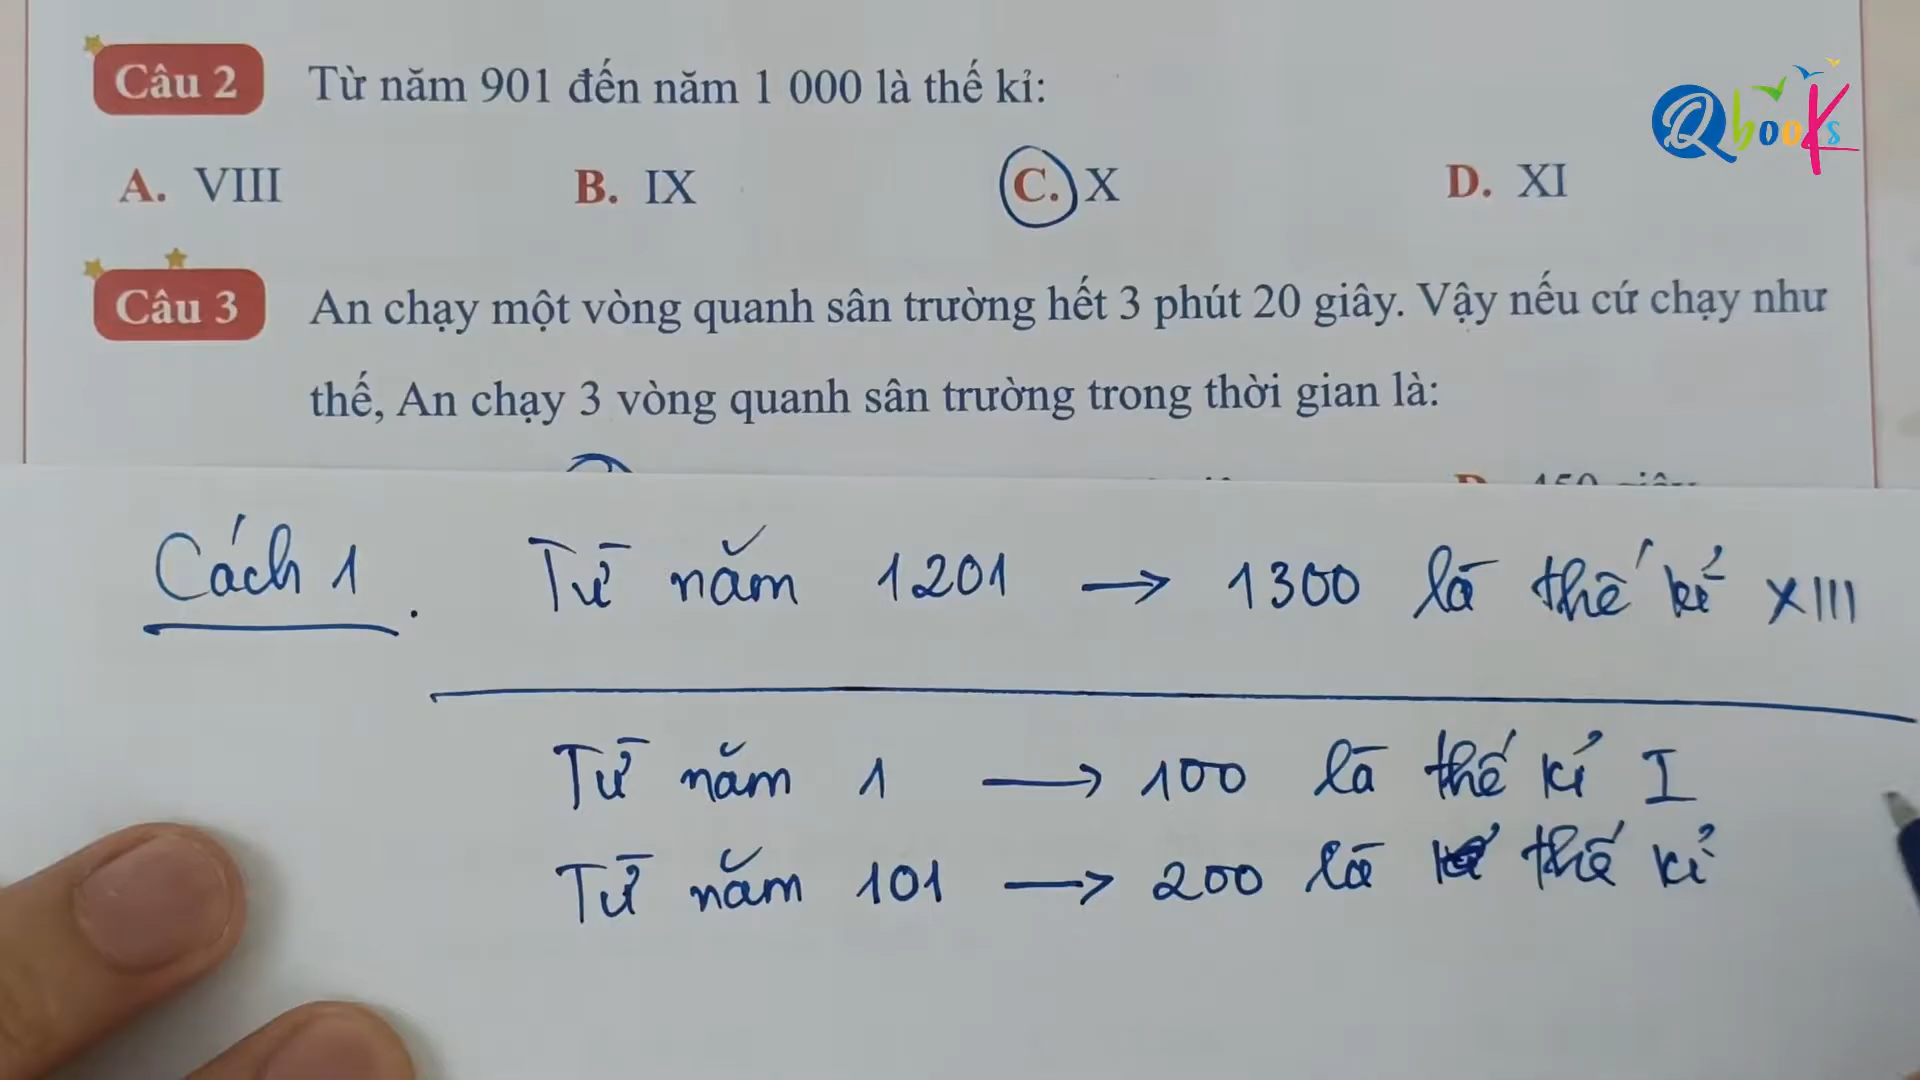 Câu 2 Từ năm 901 đến năm 1 000 là thế kỉ:
Qbooks
A. VIII B. IX C. X D. XI
Câu 3 An chạy một vòng quanh sân trường hết 3 phút 20 giây. Vậy nếu cứ chạy như
thế, An chạy 3 vòng quanh sân trường trong thời gian là:
Cách 1. Từ năm 1201 → 1300 là thế kỉ XIII
Từ năm 1 → 100 là thế kỉ I
Từ năm 101 → 200 là thế kỉ